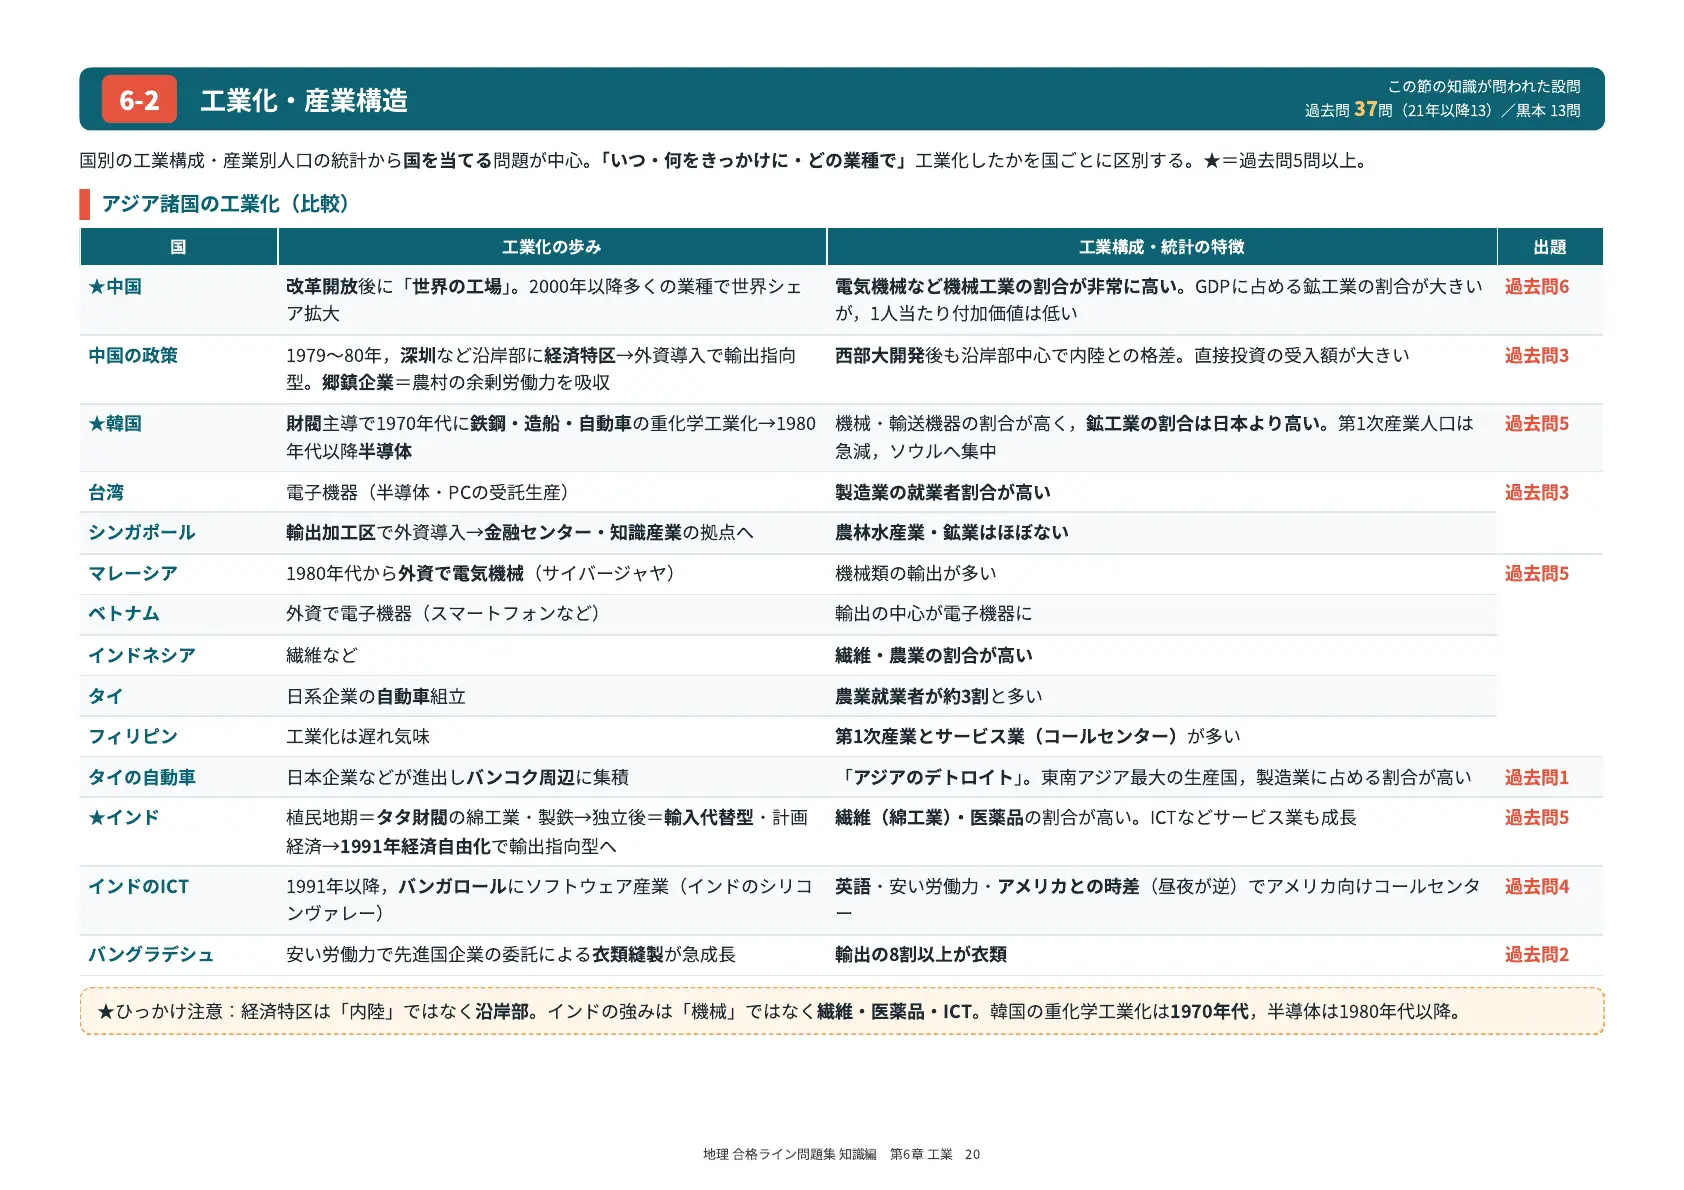 6-2 工業化・産業構造
この節の知識が問われた設問
過去問 37問（21年以降13）／黒本 13問
国別の工業構成・産業別人口の統計から国を当てる問題が中心。「いつ・何をきっかけに・どの業種で」工業化したかを国ごとに区別する。★＝過去問5問以上。
アジア諸国の工業化（比較）
国 工業化の歩み 工業構成・統計の特徴 出題
★中国 改革開放後に「世界の工場」。2000年以降多くの業種で世界シェ 電気機械など機械工業の割合が非常に高い。GDPに占める鉱工業の割合が大きい 過去問6
ア拡大 が，1人当たり付加価値は低い
中国の政策 1979〜80年，深圳など沿岸部に経済特区→外資導入で輸出指向 西部大開発後も沿岸部中心で内陸との格差。直接投資の受入額が大きい 過去問3
型。郷鎮企業＝農村の余剰労働力を吸収
★韓国 財閥主導で1970年代に鉄鋼・造船・自動車の重化学工業化→1980 機械・輸送機器の割合が高く，鉱工業の割合は日本より高い。第1次産業人口は 過去問5
年代以降半導体 急減，ソウルへ集中
台湾 電子機器（半導体・PCの受託生産） 製造業の就業者割合が高い 過去問3
シンガポール 輸出加工区で外資導入→金融センター・知識産業の拠点へ 農林水産業・鉱業はほぼない
マレーシア 1980年代から外資で電気機械（サイバージャヤ） 機械類の輸出が多い 過去問5
ベトナム 外資で電子機器（スマートフォンなど） 輸出の中心が電子機器に
インドネシア 繊維など 繊維・農業の割合が高い
タイ 日系企業の自動車組立 農業就業者が約3割と多い
フィリピン 工業化は遅れ気味 第1次産業とサービス業（コールセンター）が多い
タイの自動車 日本企業などが進出しバンコク周辺に集積 「アジアのデトロイト」。東南アジア最大の生産国，製造業に占める割合が高い 過去問1
★インド 植民地期＝タタ財閥の綿工業・製鉄→独立後＝輸入代替型・計画 繊維（綿工業）・医薬品の割合が高い。ICTなどサービス業も成長 過去問5
経済→1991年経済自由化で輸出指向型へ
インドのICT 1991年以降，バンガロールにソフトウェア産業（インドのシリコ 英語・安い労働力・アメリカとの時差（昼夜が逆）でアメリカ向けコールセンタ 過去問4
ンヴァレー） ー
バングラデシュ 安い労働力で先進国企業の委託による衣類縫製が急成長 輸出の8割以上が衣類 過去問2
★ひっかけ注意：経済特区は「内陸」ではなく沿岸部。インドの強みは「機械」ではなく繊維・医薬品・ICT。韓国の重化学工業化は1970年代，半導体は1980年代以降。
地理 合格ライン問題集 知識編 第6章 工業 20